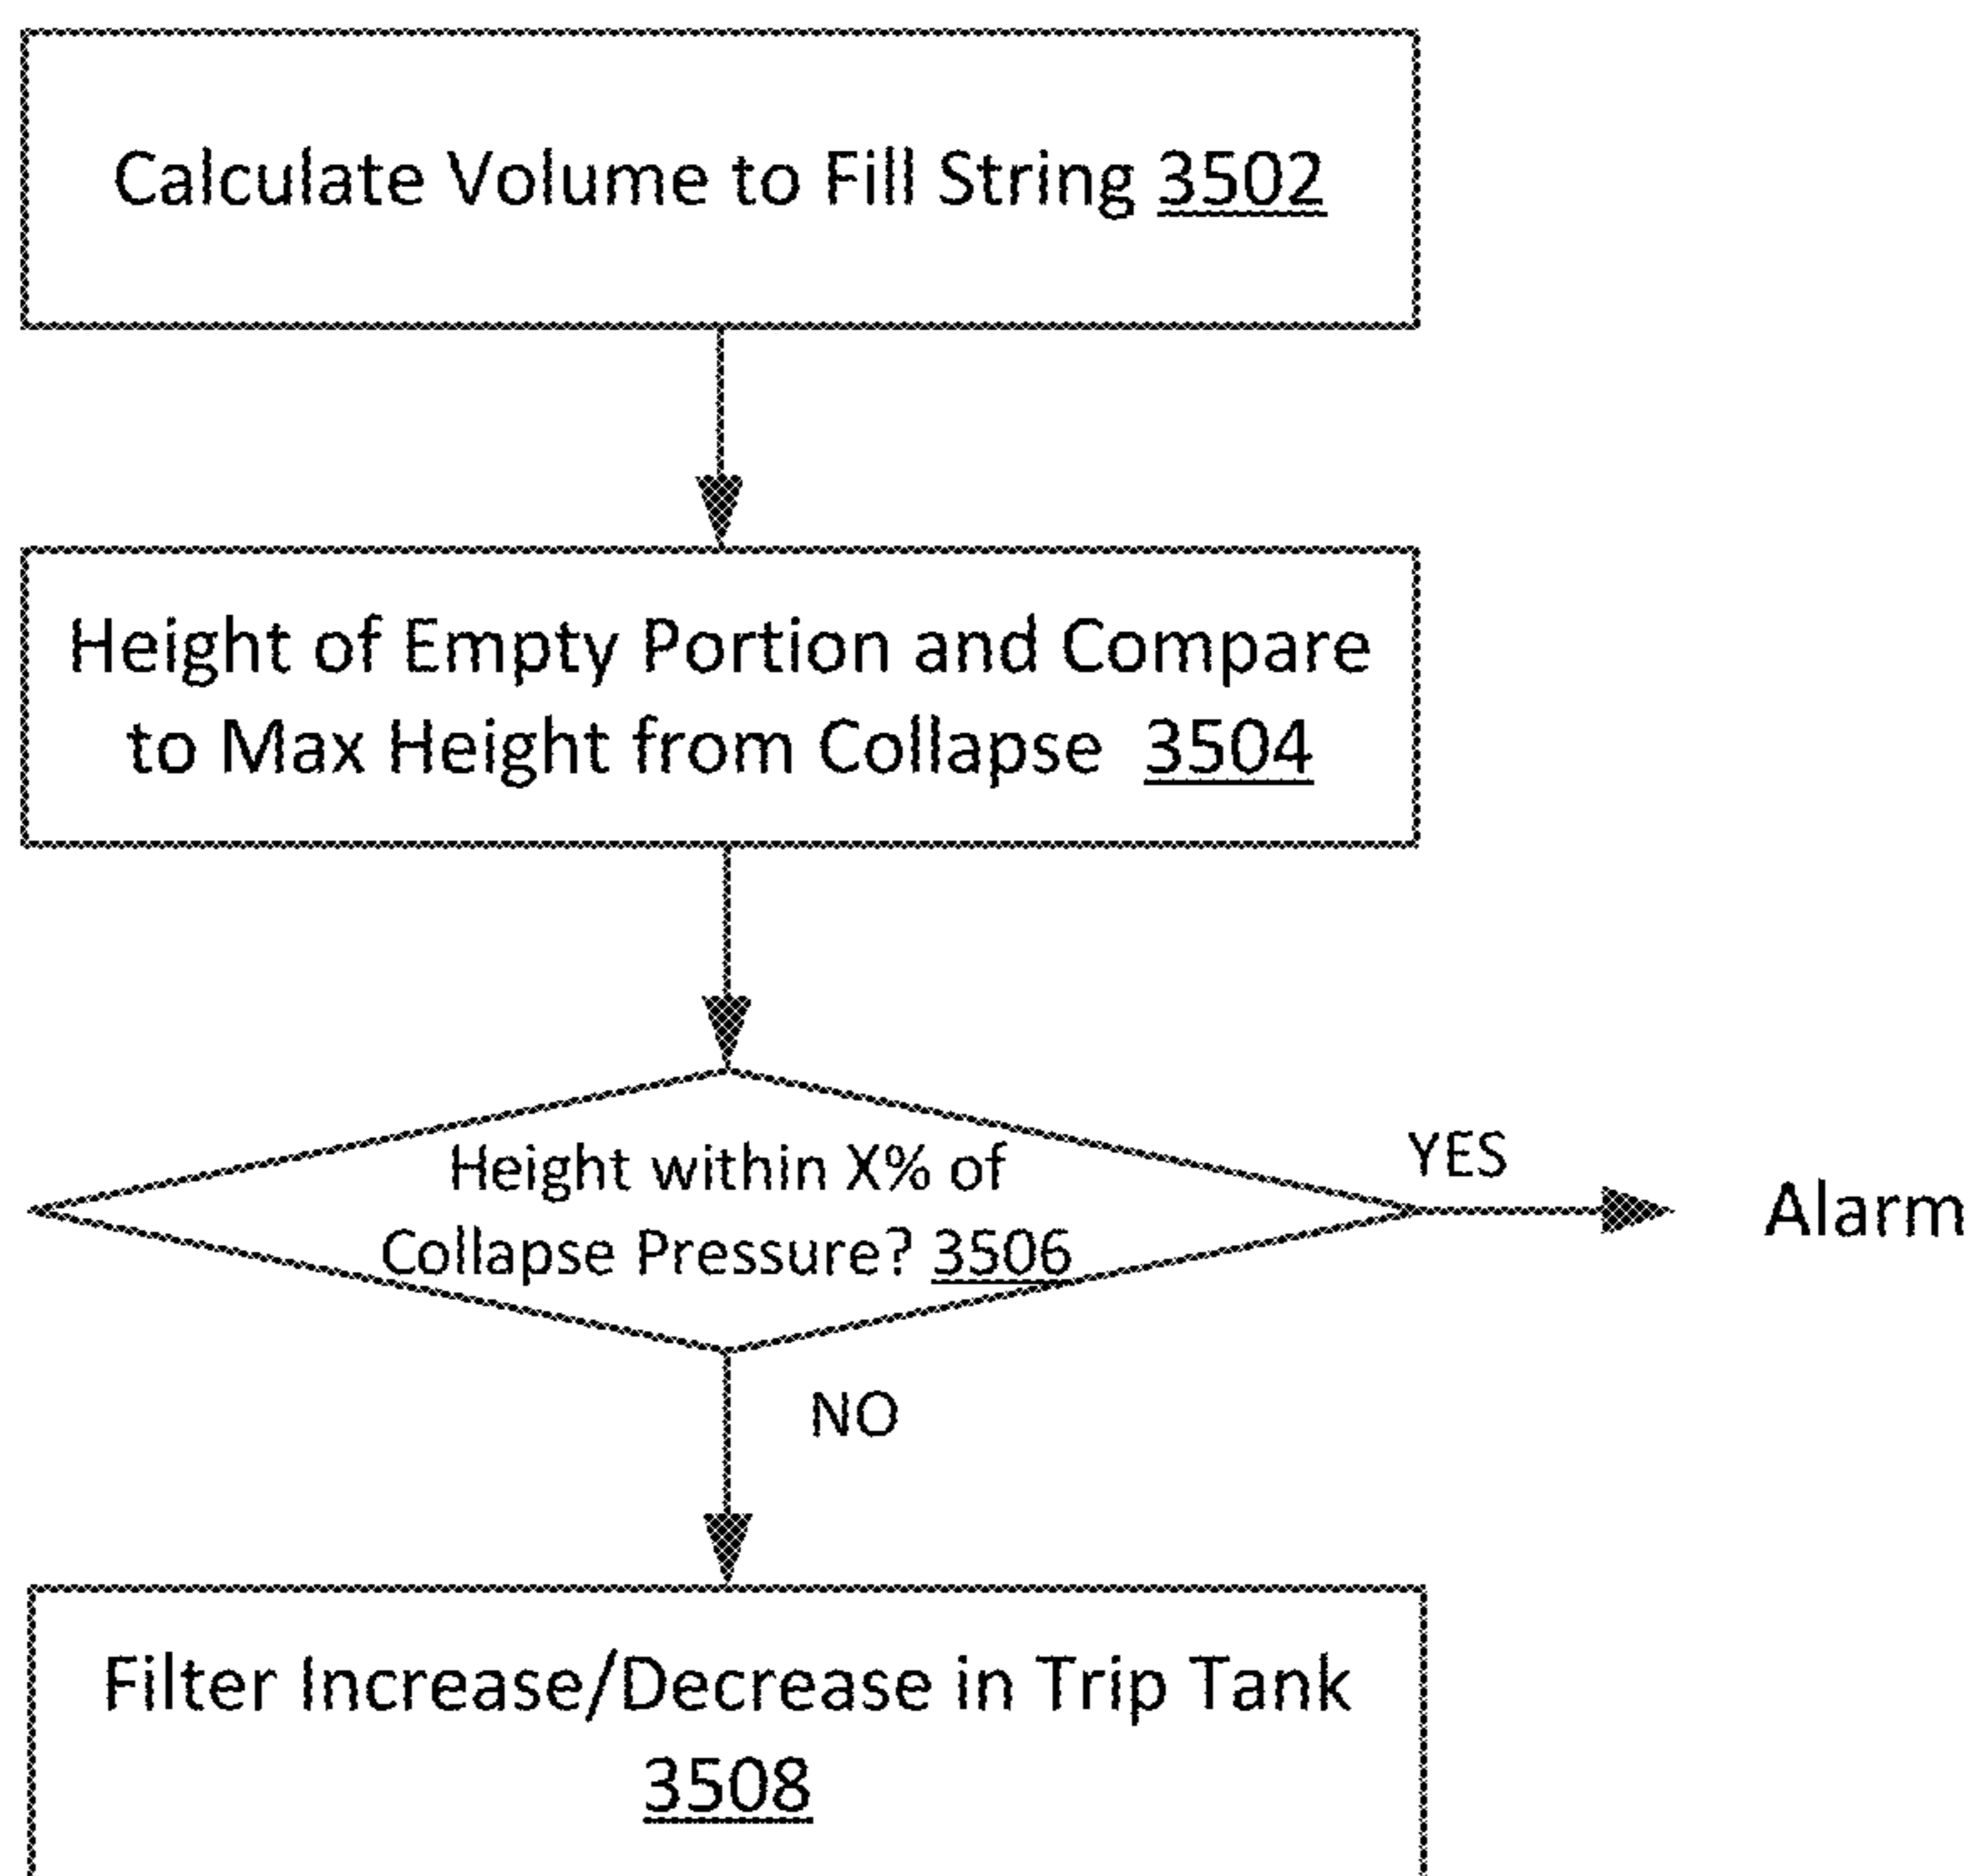 Calculate Volume to Fill String 3502
Height of Empty Portion and Compare
to Max Height from Collapse 3504
Height within X% of
Collapse Pressure? 3506
YES
Alarm
NO
Filter Increase/Decrease in Trip Tank
3508